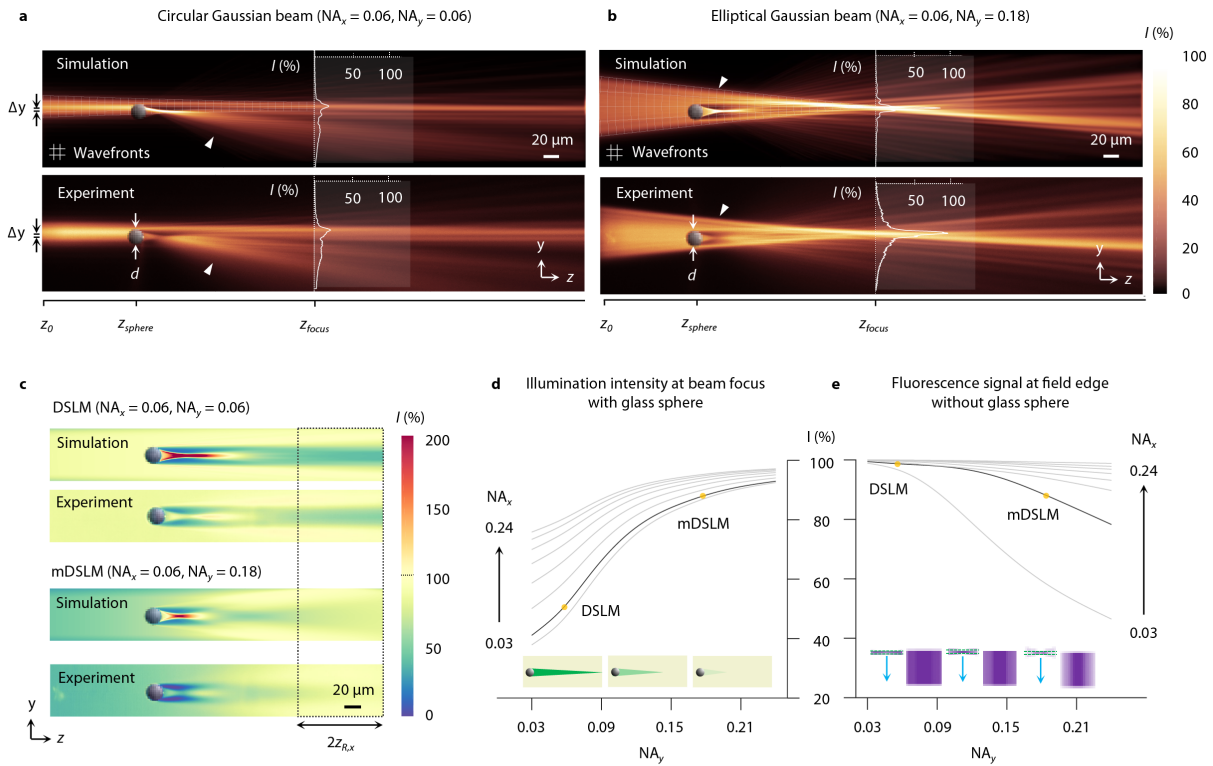 a
Circular Gaussian beam (NAx = 0.06, NAy = 0.06)
Simulation
I (%)
50 100
Δy
Wavefronts
20 μm
Experiment
I (%)
50 100
Δy
d
y
z
z0
zsphere
zfocus
b
Elliptical Gaussian beam (NAx = 0.06, NAy = 0.18)
Simulation
I (%)
50 100
Wavefronts
20 μm
Experiment
I (%)
50 100
d
y
z
z0
zsphere
zfocus
I (%)
100
80
60
40
20
0
c
DSLM (NAx = 0.06, NAy = 0.06)
Simulation
Experiment
mDSLM (NAx = 0.06, NAy = 0.18)
Simulation
Experiment
20 μm
y
z
2zR,x
I (%)
200
150
100
50
0
d
Illumination intensity at beam focus
with glass sphere
NAx
0.24
0.03
mDSLM
DSLM
0.03 0.09 0.15 0.21
NAy
I (%)
100
80
60
40
20
e
Fluorescence signal at field edge
without glass sphere
DSLM
mDSLM
NAx
0.24
0.03
0.03 0.09 0.15 0.21
NAy